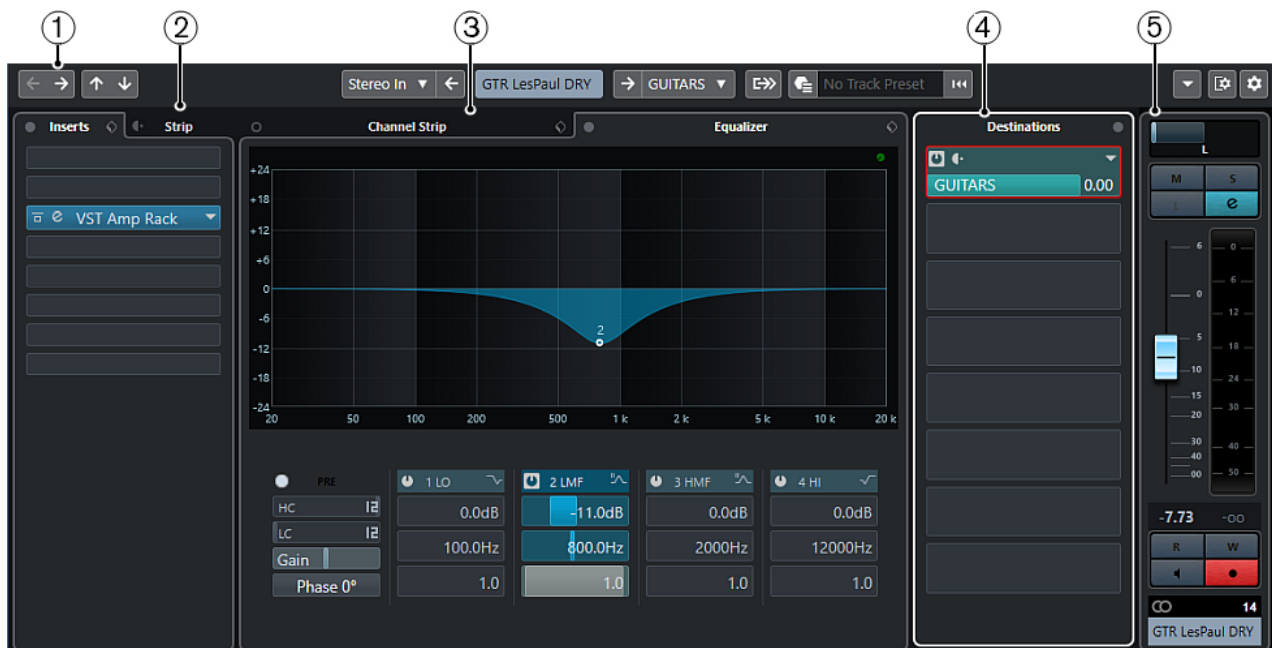 1 2 3 4 5
Stereo In GTR LesPaul DRY GUITARS No Track Preset
Inserts Strip
VST Amp Rack
Channel Strip Equalizer
+24
+18
+12
+6
0
-6
-12
-18
-24
2
20 50 100 200 500 1 k 2 k 5 k 10 k 20 k
PRE
HC 12
LC 12
Gain
Phase 0°
1 LO
0.0dB
100.0Hz
1.0
2 LMF
-11.0dB
800.0Hz
1.0
3 HMF
0.0dB
2000Hz
1.0
4 HI
0.0dB
12000Hz
1.0
Destinations
GUITARS 0.00
L
M S
L e
6
0
5
10
15
20
30
40
00
0
6
12
18
24
30
40
50
-7.73 -oo
R W
14
GTR LesPaul DRY